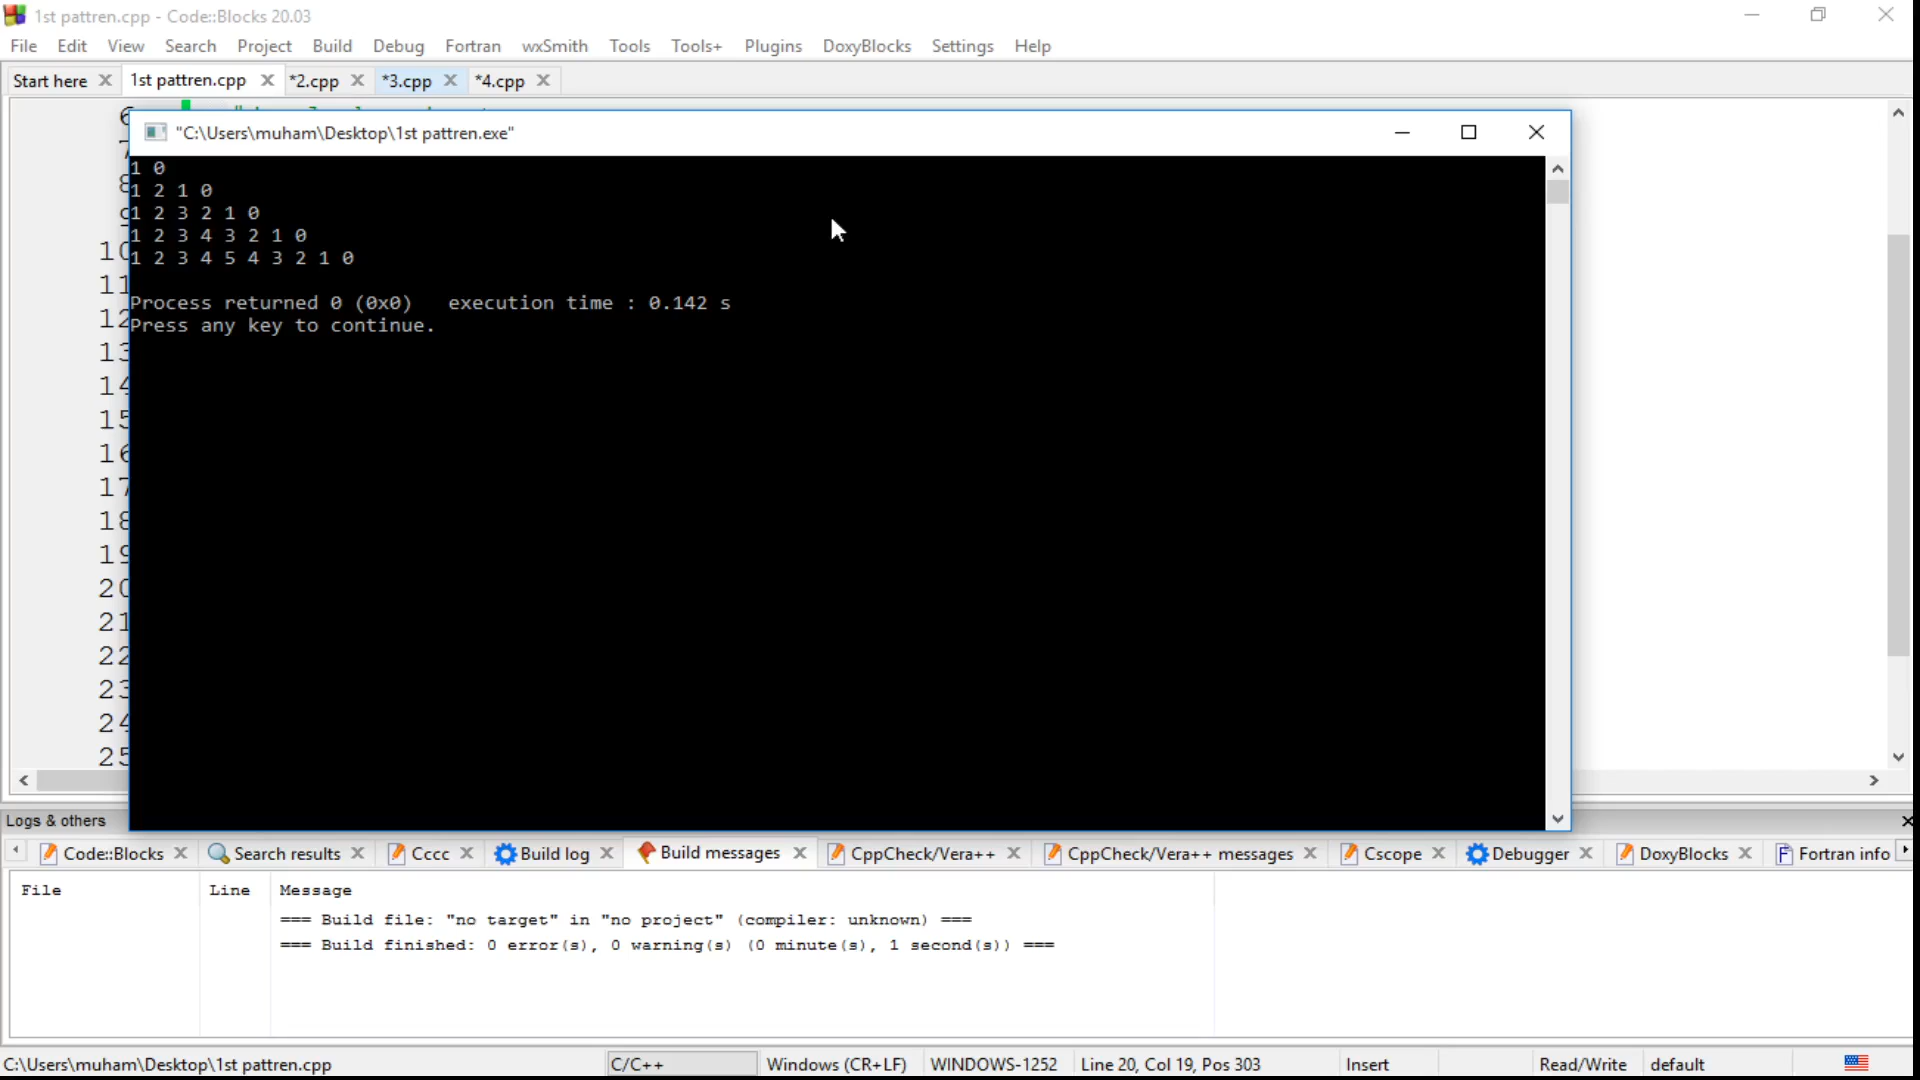 1st pattren.cpp - Code::Blocks 20.03
File Edit View Search Project Build Debug Fortran wxSmith Tools Tools+ Plugins DoxyBlocks Settings Help
Start here 1st pattren.cpp *2.cpp *3.cpp *4.cpp
"C:\Users\muham\Desktop\1st pattren.exe"
1 0
1 2 1 0
1 2 3 2 1 0
1 2 3 4 3 2 1 0
1 2 3 4 5 4 3 2 1 0
Process returned 0 (0x0)   execution time : 0.142 s
Press any key to continue.
6
7
8
9
10
11
12
13
14
15
16
17
18
19
20
21
22
23
24
25
Logs & others
Code::Blocks Search results Cccc Build log Build messages CppCheck/Vera++ CppCheck/Vera++ messages Cscope Debugger DoxyBlocks Fortran info
File Line Message
=== Build file: "no target" in "no project" (compiler: unknown) ===
=== Build finished: 0 error(s), 0 warning(s) (0 minute(s), 1 second(s)) ===
C:\Users\muham\Desktop\1st pattren.cpp C/C++ Windows (CR+LF) WINDOWS-1252 Line 20, Col 19, Pos 303 Insert Read/Write default